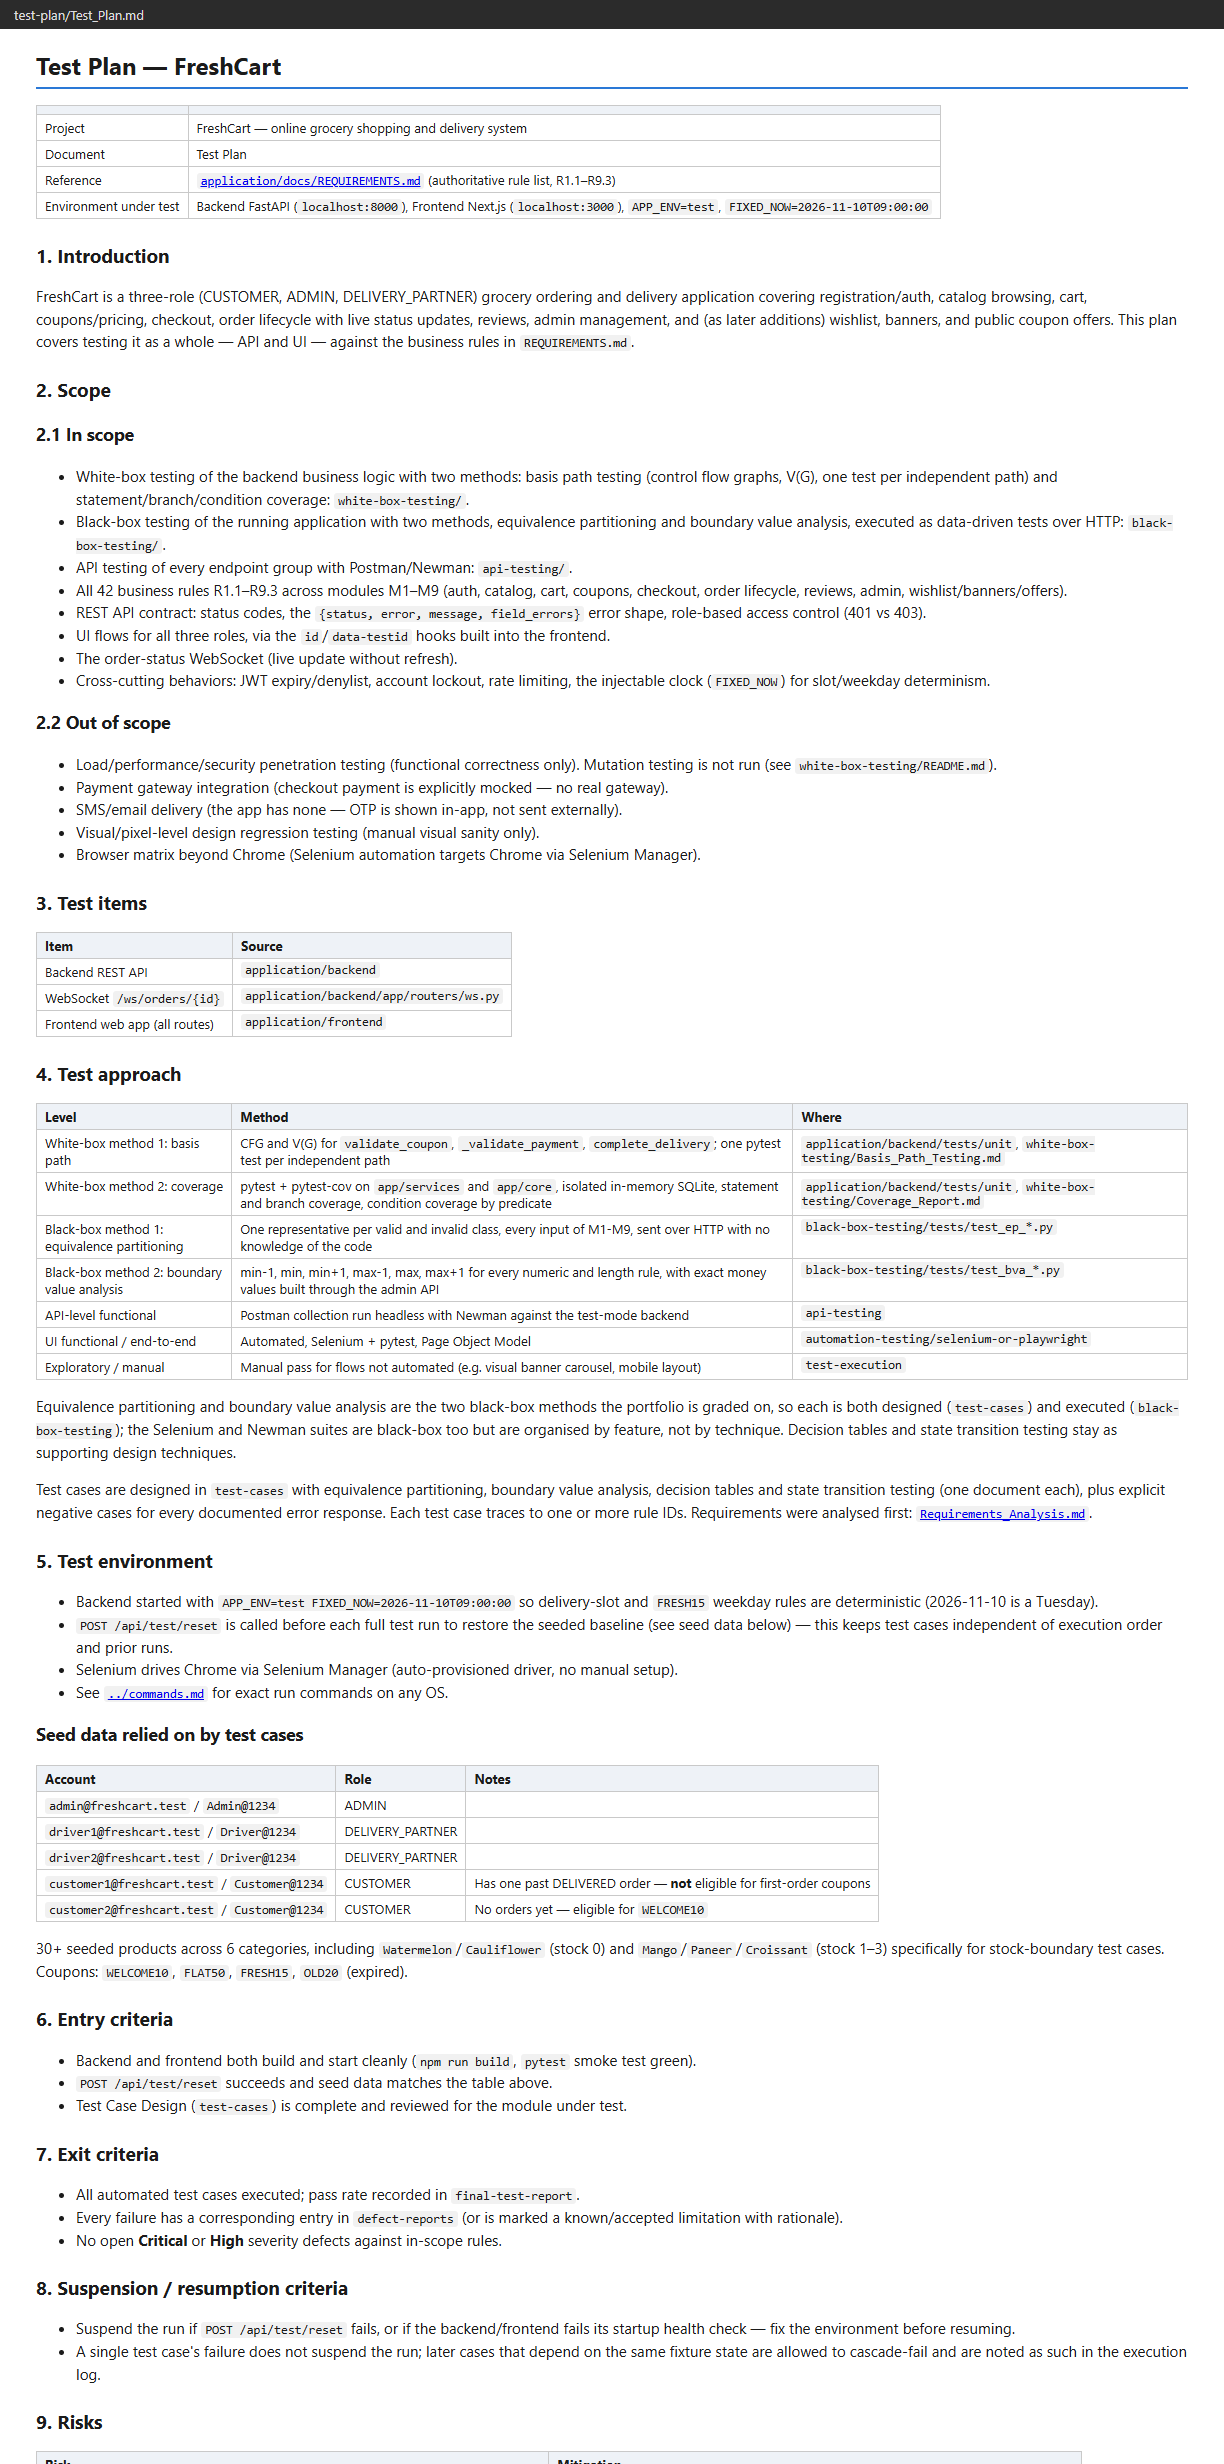 test-plan/Test_Plan.md
Test Plan — FreshCart
Project FreshCart — online grocery shopping and delivery system
Document Test Plan
Reference application/docs/REQUIREMENTS.md (authoritative rule list, R1.1–R9.3)
Environment under test Backend FastAPI ( localhost:8000 ), Frontend Next.js ( localhost:3000 ), APP_ENV=test , FIXED_NOW=2026-11-10T09:00:00
1. Introduction
FreshCart is a three-role (CUSTOMER, ADMIN, DELIVERY_PARTNER) grocery ordering and delivery application covering registration/auth, catalog browsing, cart,
coupons/pricing, checkout, order lifecycle with live status updates, reviews, admin management, and (as later additions) wishlist, banners, and public coupon offers. This plan
covers testing it as a whole — API and UI — against the business rules in REQUIREMENTS.md .
2. Scope
2.1 In scope
• White-box testing of the backend business logic with two methods: basis path testing (control flow graphs, V(G), one test per independent path) and
statement/branch/condition coverage: white-box-testing/ .
• Black-box testing of the running application with two methods, equivalence partitioning and boundary value analysis, executed as data-driven tests over HTTP: black-
box-testing/ .
• API testing of every endpoint group with Postman/Newman: api-testing/ .
• All 42 business rules R1.1–R9.3 across modules M1–M9 (auth, catalog, cart, coupons, checkout, order lifecycle, reviews, admin, wishlist/banners/offers).
• REST API contract: status codes, the {status, error, message, field_errors} error shape, role-based access control (401 vs 403).
• UI flows for all three roles, via the id / data-testid hooks built into the frontend.
• The order-status WebSocket (live update without refresh).
• Cross-cutting behaviors: JWT expiry/denylist, account lockout, rate limiting, the injectable clock ( FIXED_NOW ) for slot/weekday determinism.
2.2 Out of scope
• Load/performance/security penetration testing (functional correctness only). Mutation testing is not run (see white-box-testing/README.md ).
• Payment gateway integration (checkout payment is explicitly mocked — no real gateway).
• SMS/email delivery (the app has none — OTP is shown in-app, not sent externally).
• Visual/pixel-level design regression testing (manual visual sanity only).
• Browser matrix beyond Chrome (Selenium automation targets Chrome via Selenium Manager).
3. Test items
Item Source
Backend REST API application/backend
WebSocket /ws/orders/{id} application/backend/app/routers/ws.py
Frontend web app (all routes) application/frontend
4. Test approach
Level Method Where
White-box method 1: basis path CFG and V(G) for validate_coupon , _validate_payment , complete_delivery ; one pytest test per independent path application/backend/tests/unit , white-box-testing/Basis_Path_Testing.md
White-box method 2: coverage pytest + pytest-cov on app/services and app/core , isolated in-memory SQLite, statement and branch coverage, condition coverage by predicate application/backend/tests/unit , white-box-testing/Coverage_Report.md
Black-box method 1: equivalence partitioning One representative per valid and invalid class, every input of M1-M9, sent over HTTP with no knowledge of the code black-box-testing/tests/test_ep_*.py
Black-box method 2: boundary value analysis min-1, min, min+1, max-1, max, max+1 for every numeric and length rule, with exact money values built through the admin API black-box-testing/tests/test_bva_*.py
API-level functional Postman collection run headless with Newman against the test-mode backend api-testing
UI functional / end-to-end Automated, Selenium + pytest, Page Object Model automation-testing/selenium-or-playwright
Exploratory / manual Manual pass for flows not automated (e.g. visual banner carousel, mobile layout) test-execution
Equivalence partitioning and boundary value analysis are the two black-box methods the portfolio is graded on, so each is both designed ( test-cases ) and executed ( black-
box-testing ); the Selenium and Newman suites are black-box too but are organised by feature, not by technique. Decision tables and state transition testing stay as
supporting design techniques.
Test cases are designed in test-cases with equivalence partitioning, boundary value analysis, decision tables and state transition testing (one document each), plus explicit
negative cases for every documented error response. Each test case traces to one or more rule IDs. Requirements were analysed first: Requirements_Analysis.md .
5. Test environment
• Backend started with APP_ENV=test FIXED_NOW=2026-11-10T09:00:00 so delivery-slot and FRESH15 weekday rules are deterministic (2026-11-10 is a Tuesday).
• POST /api/test/reset is called before each full test run to restore the seeded baseline (see seed data below) — this keeps test cases independent of execution order
and prior runs.
• Selenium drives Chrome via Selenium Manager (auto-provisioned driver, no manual setup).
• See ../commands.md for exact run commands on any OS.
Seed data relied on by test cases
Account Role Notes
admin@freshcart.test / Admin@1234 ADMIN
driver1@freshcart.test / Driver@1234 DELIVERY_PARTNER
driver2@freshcart.test / Driver@1234 DELIVERY_PARTNER
customer1@freshcart.test / Customer@1234 CUSTOMER Has one past DELIVERED order — not eligible for first-order coupons
customer2@freshcart.test / Customer@1234 CUSTOMER No orders yet — eligible for WELCOME10
30+ seeded products across 6 categories, including Watermelon / Cauliflower (stock 0) and Mango / Paneer / Croissant (stock 1–3) specifically for stock-boundary test cases.
Coupons: WELCOME10 , FLAT50 , FRESH15 , OLD20 (expired).
6. Entry criteria
• Backend and frontend both build and start cleanly ( npm run build , pytest smoke test green).
• POST /api/test/reset succeeds and seed data matches the table above.
• Test Case Design ( test-cases ) is complete and reviewed for the module under test.
7. Exit criteria
• All automated test cases executed; pass rate recorded in final-test-report .
• Every failure has a corresponding entry in defect-reports (or is marked a known/accepted limitation with rationale).
• No open Critical or High severity defects against in-scope rules.
8. Suspension / resumption criteria
• Suspend the run if POST /api/test/reset fails, or if the backend/frontend fails its startup health check — fix the environment before resuming.
• A single test case's failure does not suspend the run; later cases that depend on the same fixture state are allowed to cascade-fail and are noted as such in the execution
log.
9. Risks